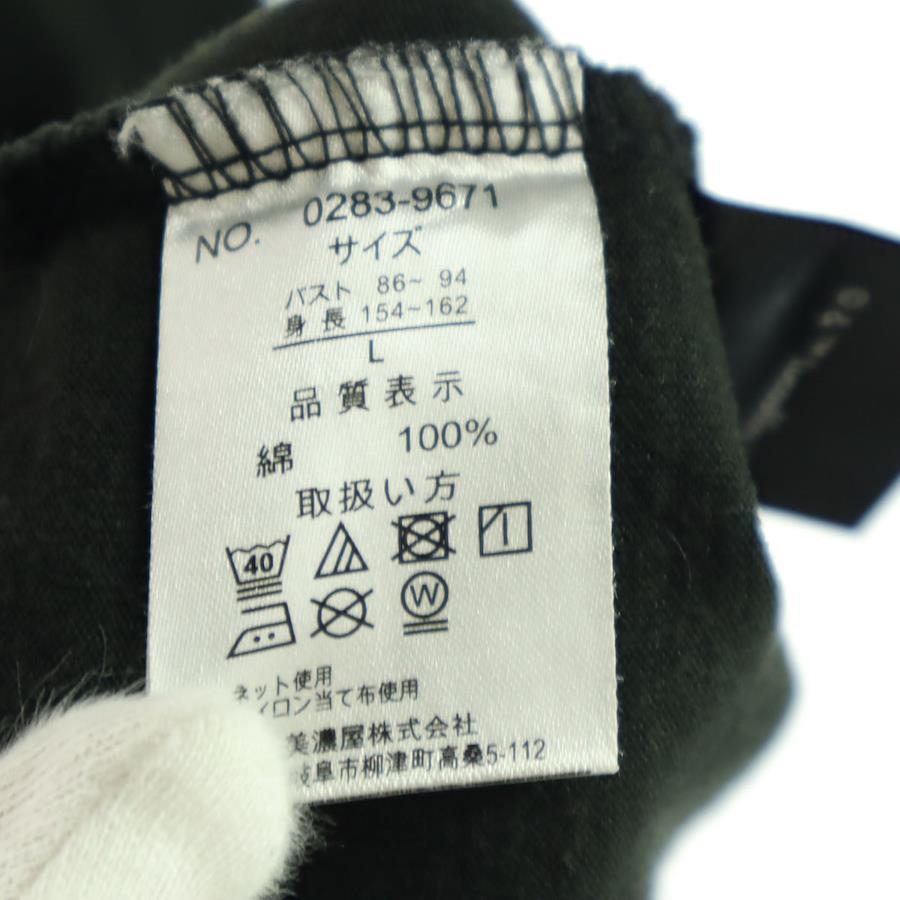 NO. 0283-9671
サイズ
バスト 86~ 94
身長 154~162
L
品質表示
綿 100%
取扱い方
40
W
ネット使用
イロン当て布使用
美濃屋株式会社
岐阜市柳津町高桑5-112